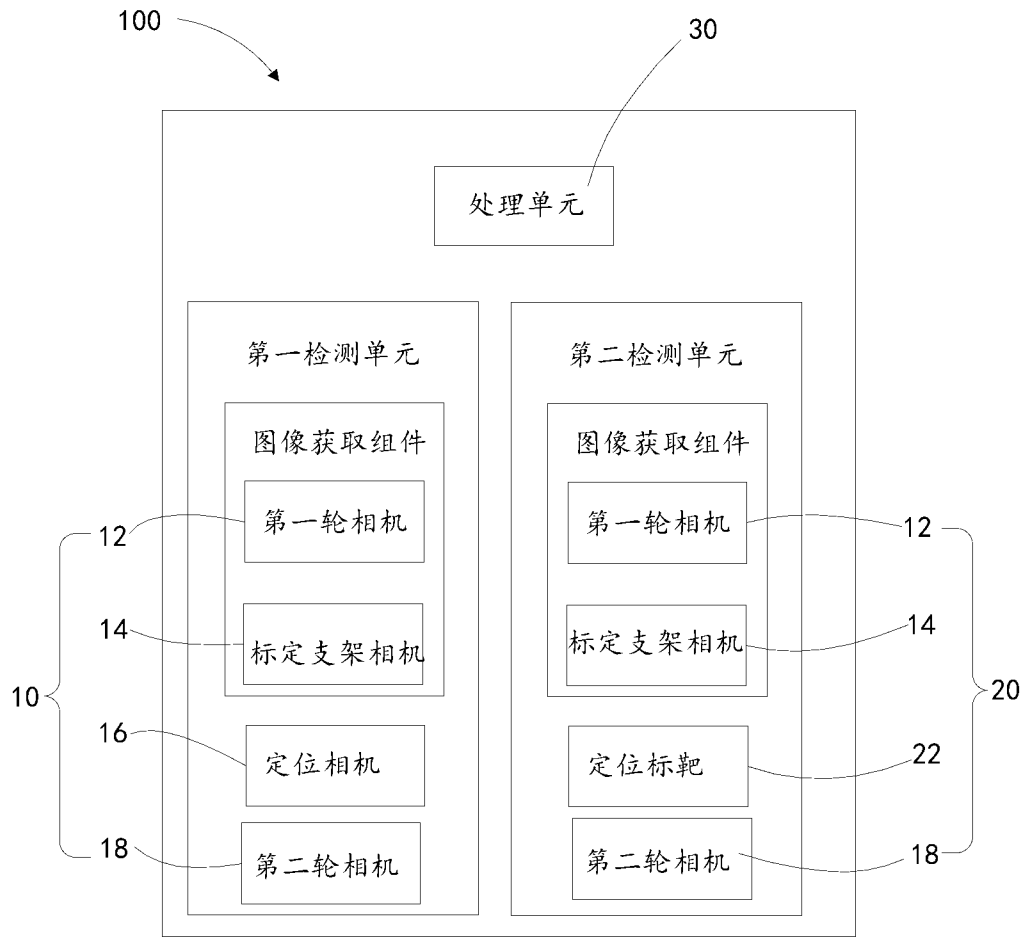 100
30
处理单元
第一检测单元
第二检测单元
图像获取组件
图像获取组件
12
第一轮相机
第一轮相机
12
14
标定支架相机
标定支架相机
14
10
20
16
定位相机
定位标靶
22
18
第二轮相机
第二轮相机
18